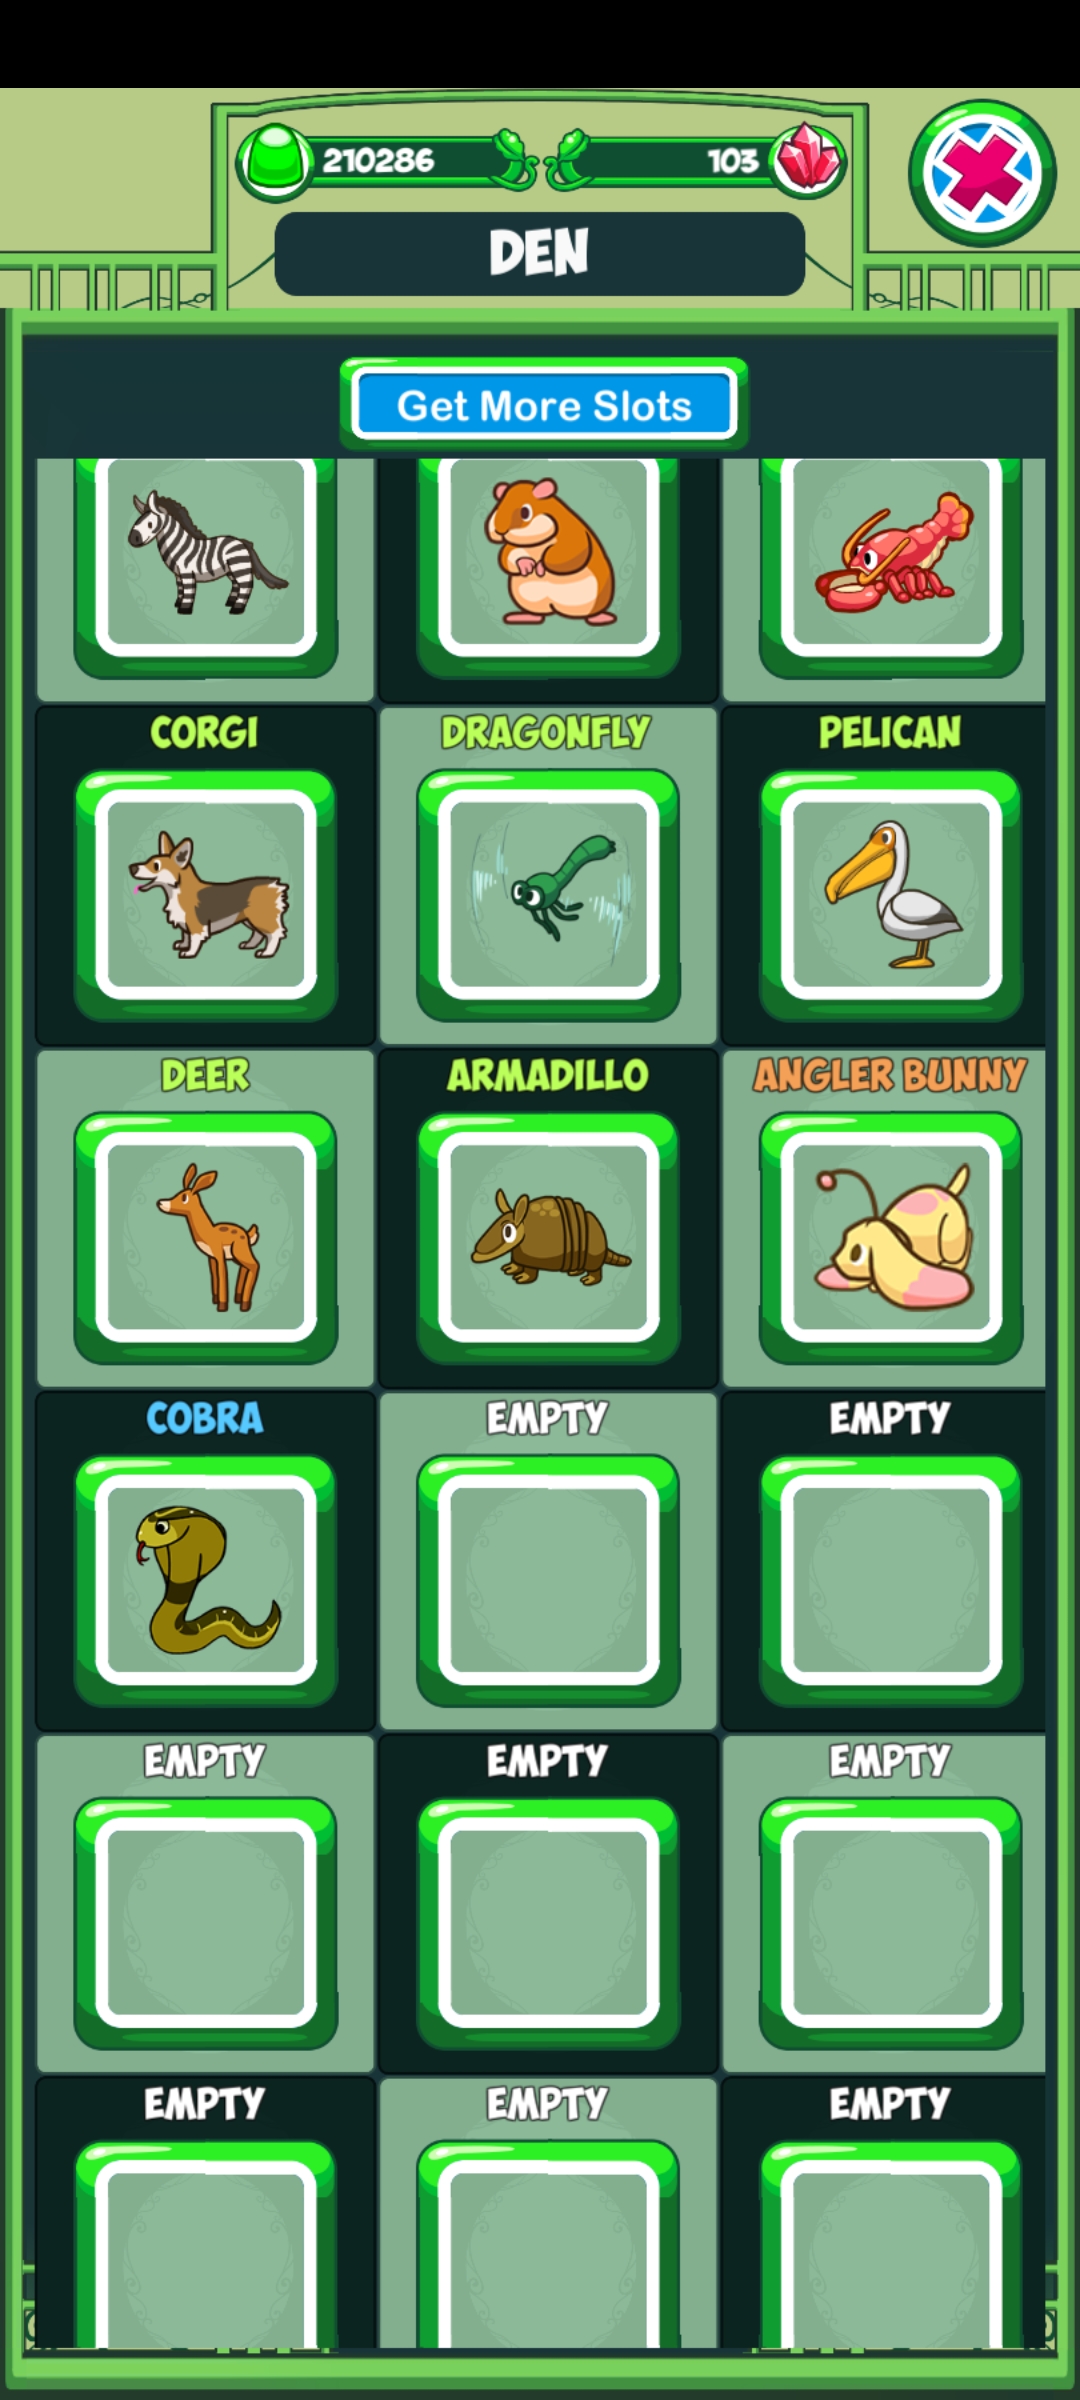 210286
103
DEN
Get More Slots
CORGI
DRAGONFLY
PELICAN
DEER
ARMADILLO
ANGLER BUNNY
COBRA
EMPTY
EMPTY
EMPTY
EMPTY
EMPTY
EMPTY
EMPTY
EMPTY